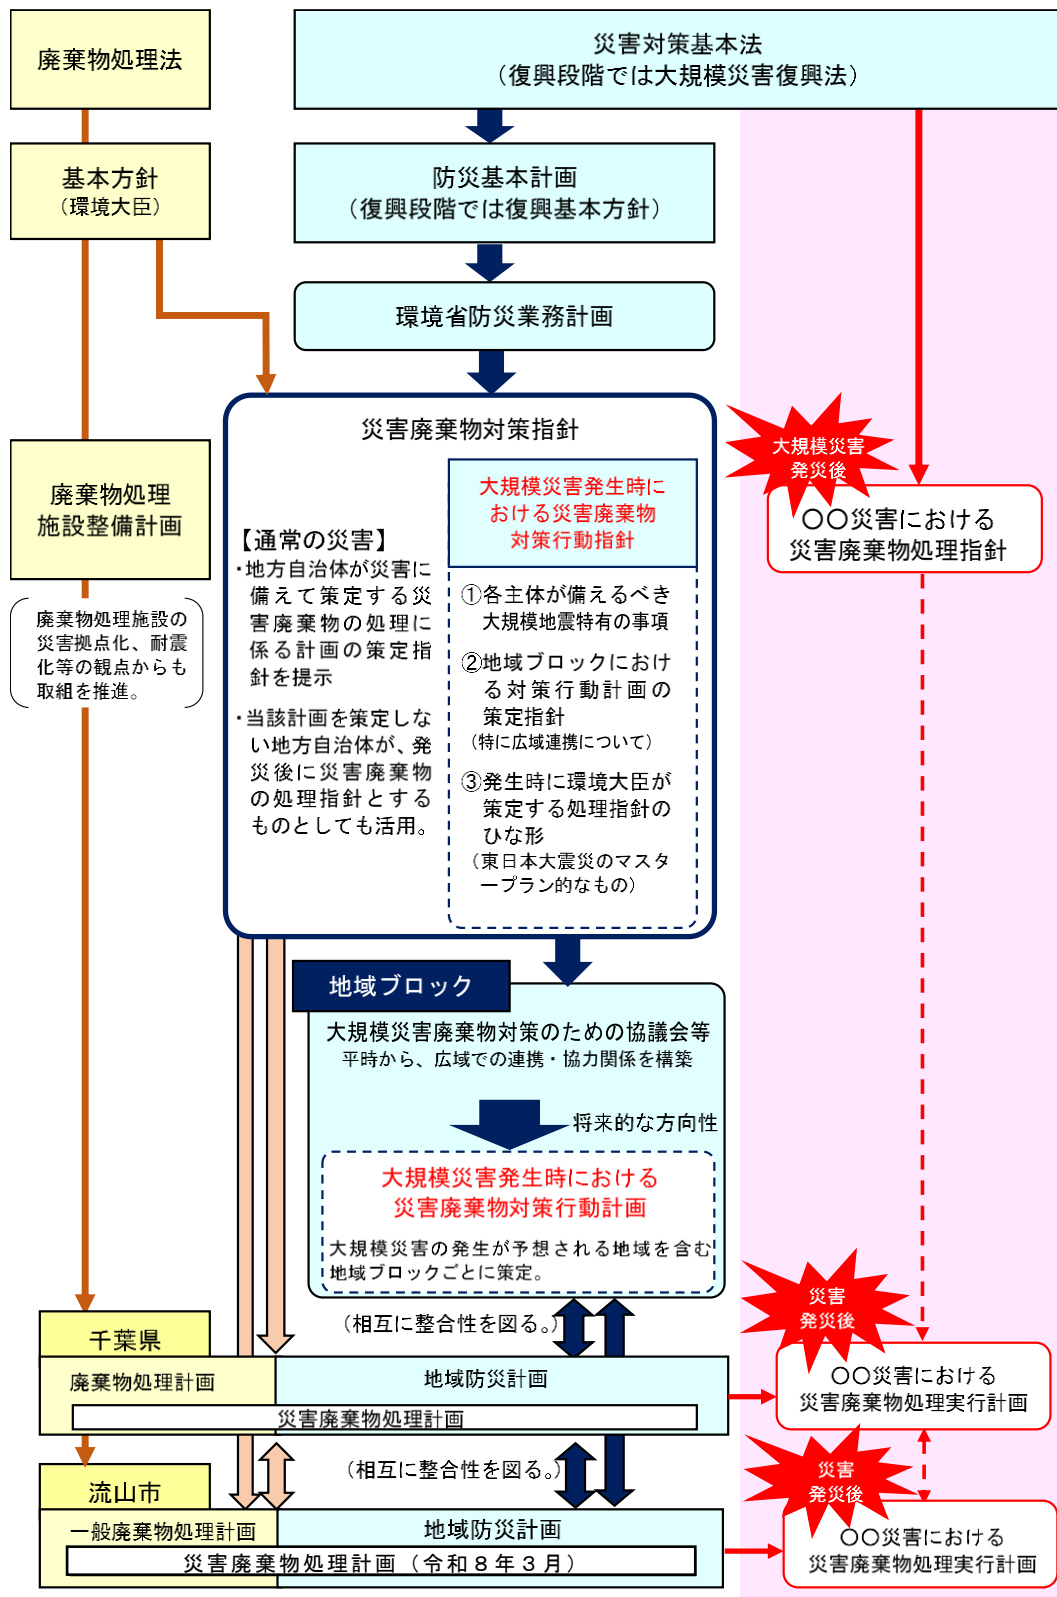 廃棄物処理法
災害対策基本法
（復興段階では大規模災害復興法）
基本方針
（環境大臣）
防災基本計画
（復興段階では復興基本方針）
環境省防災業務計画
廃棄物処理
施設整備計画
廃棄物処理施設の
災害拠点化、耐震
化等の観点からも
取組を推進。
災害廃棄物対策指針
【通常の災害】
・地方自治体が災害に
備えて策定する災
害廃棄物の処理に
係る計画の策定指
針を提示
・当該計画を策定しな
い地方自治体が、発
災後に災害廃棄物
の処理指針とする
ものとしても活用。
大規模災害発生時に
おける災害廃棄物
対策行動指針
①各主体が備えるべき
大規模地震特有の事項
②地域ブロックにおけ
る対策行動計画の
策定指針
（特に広域連携について）
③発生時に環境大臣が
策定する処理指針の
ひな形
（東日本大震災のマスタ
ープラン的なもの）
大規模災害
発災後
〇〇災害における
災害廃棄物処理指針
地域ブロック
大規模災害廃棄物対策のための協議会等
平時から、広域での連携・協力関係を構築
将来的な方向性
大規模災害発生時における
災害廃棄物対策行動計画
大規模災害の発生が予想される地域を含む
地域ブロックごとに策定。
（相互に整合性を図る。）
千葉県
廃棄物処理計画
地域防災計画
災害廃棄物処理計画
災害
発災後
〇〇災害における
災害廃棄物処理実行計画
（相互に整合性を図る。）
流山市
一般廃棄物処理計画
地域防災計画
災害廃棄物処理計画（令和８年３月）
災害
発災後
〇〇災害における
災害廃棄物処理実行計画